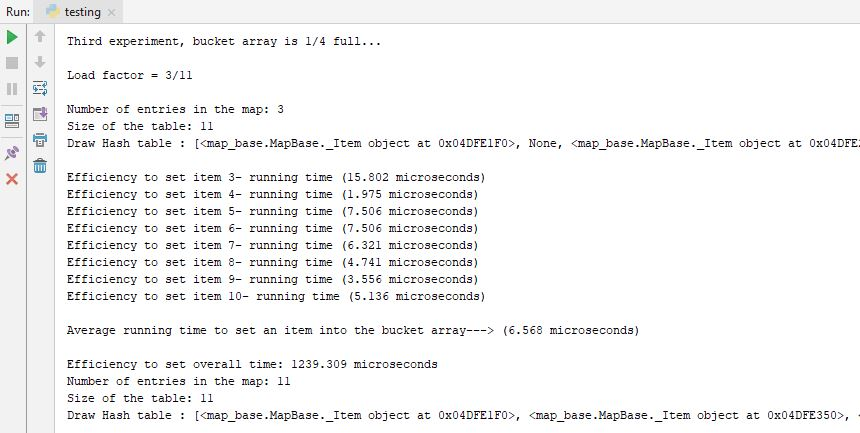 Run: testing
Third experiment, bucket array is 1/4 full...
Load factor = 3/11
Number of entries in the map: 3
Size of the table: 11
Draw Hash table : [<map_base.MapBase._Item object at 0x04DFE1F0>, None, <map_base.MapBase._Item object at 0x04DFE
Efficiency to set item 3- running time (15.802 microseconds)
Efficiency to set item 4- running time (1.975 microseconds)
Efficiency to set item 5- running time (7.506 microseconds)
Efficiency to set item 6- running time (7.506 microseconds)
Efficiency to set item 7- running time (6.321 microseconds)
Efficiency to set item 8- running time (4.741 microseconds)
Efficiency to set item 9- running time (3.556 microseconds)
Efficiency to set item 10- running time (5.136 microseconds)
Average running time to set an item into the bucket array---> (6.568 microseconds)
Efficiency to set overall time: 1239.309 microseconds
Number of entries in the map: 11
Size of the table: 11
Draw Hash table : [<map_base.MapBase._Item object at 0x04DFE1F0>, <map_base.MapBase._Item object at 0x04DFE350>, <